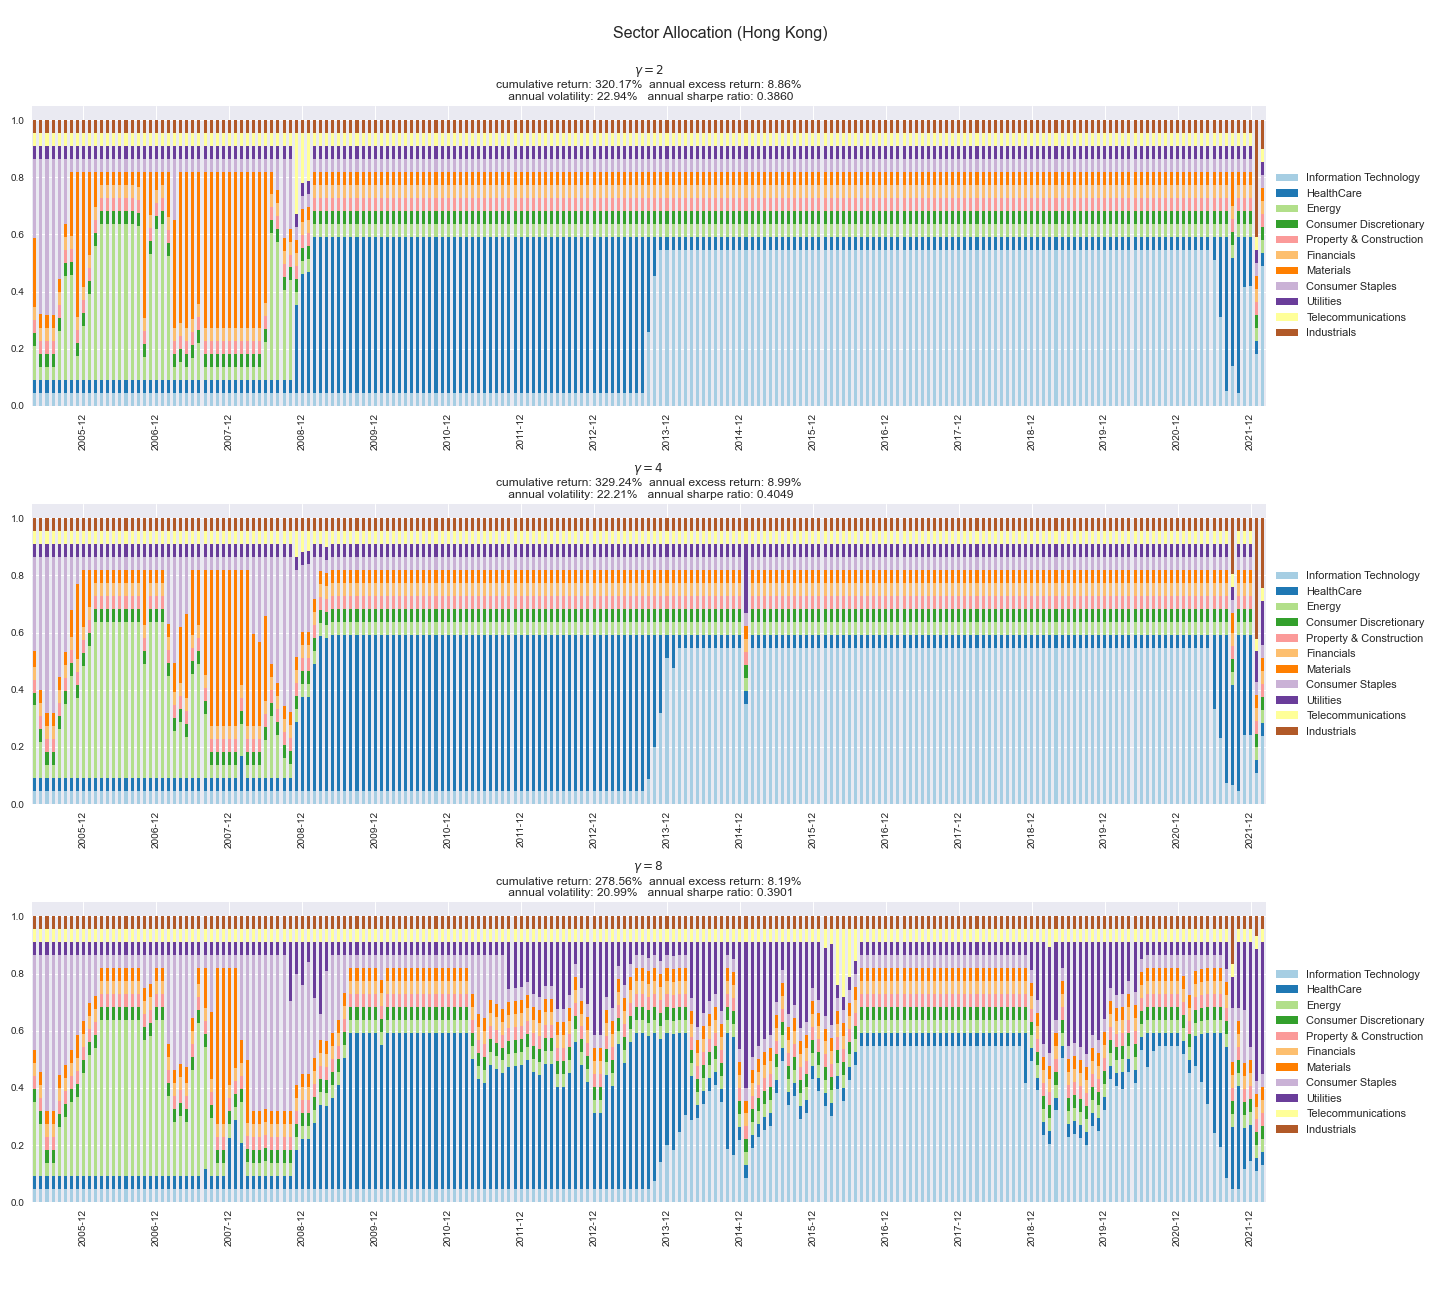 Sector Allocation (Hong Kong)
γ = 2
cumulative return: 320.17% annual excess return: 8.86%
annual volatility: 22.94% annual sharpe ratio: 0.3860
1.0
0.8
0.6
0.4
0.2
0.0
2005-12
2006-12
2007-12
2008-12
2009-12
2010-12
2011-12
2012-12
2013-12
2014-12
2015-12
2016-12
2017-12
2018-12
2019-12
2020-12
2021-12
Information Technology
HealthCare
Energy
Consumer Discretionary
Property & Construction
Financials
Materials
Consumer Staples
Utilities
Telecommunications
Industrials
γ = 4
cumulative return: 329.24% annual excess return: 8.99%
annual volatility: 22.21% annual sharpe ratio: 0.4049
1.0
0.8
0.6
0.4
0.2
0.0
2005-12
2006-12
2007-12
2008-12
2009-12
2010-12
2011-12
2012-12
2013-12
2014-12
2015-12
2016-12
2017-12
2018-12
2019-12
2020-12
2021-12
Information Technology
HealthCare
Energy
Consumer Discretionary
Property & Construction
Financials
Materials
Consumer Staples
Utilities
Telecommunications
Industrials
γ = 8
cumulative return: 278.56% annual excess return: 8.19%
annual volatility: 20.99% annual sharpe ratio: 0.3901
1.0
0.8
0.6
0.4
0.2
0.0
2005-12
2006-12
2007-12
2008-12
2009-12
2010-12
2011-12
2012-12
2013-12
2014-12
2015-12
2016-12
2017-12
2018-12
2019-12
2020-12
2021-12
Information Technology
HealthCare
Energy
Consumer Discretionary
Property & Construction
Financials
Materials
Consumer Staples
Utilities
Telecommunications
Industrials